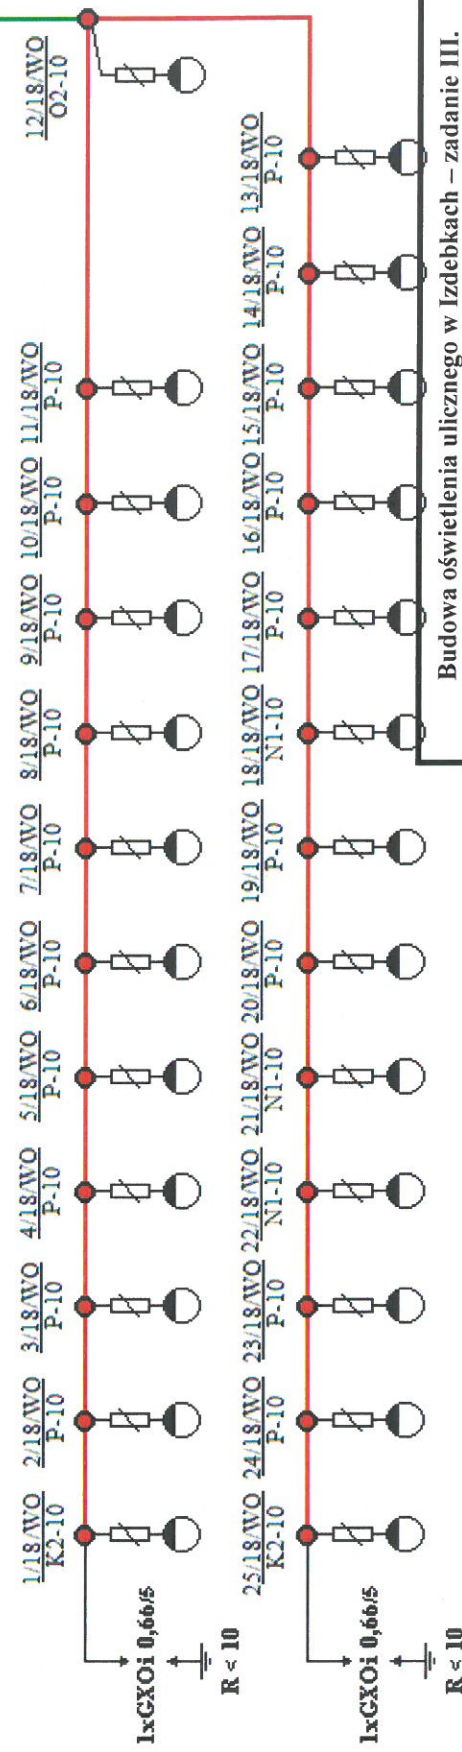 12/18/WO
O2-10
11/18/WO
P-10
10/18/WO
P-10
9/18/WO
P-10
8/18/WO
P-10
7/18/WO
P-10
6/18/WO
P-10
5/18/WO
P-10
4/18/WO
P-10
3/18/WO
P-10
2/18/WO
P-10
1/18/WO
K2-10
1xGXOi 0,66/5
R < 10
13/18/WO
P-10
14/18/WO
P-10
15/18/WO
P-10
16/18/WO
P-10
17/18/WO
P-10
18/18/WO
N1-10
19/18/WO
P-10
20/18/WO
P-10
21/18/WO
N1-10
22/18/WO
N1-10
23/18/WO
P-10
24/18/WO
P-10
25/18/WO
K2-10
1xGXOi 0,66/5
R < 10
Budowa oświetlenia ulicznego w Izdebkach – zadanie III.